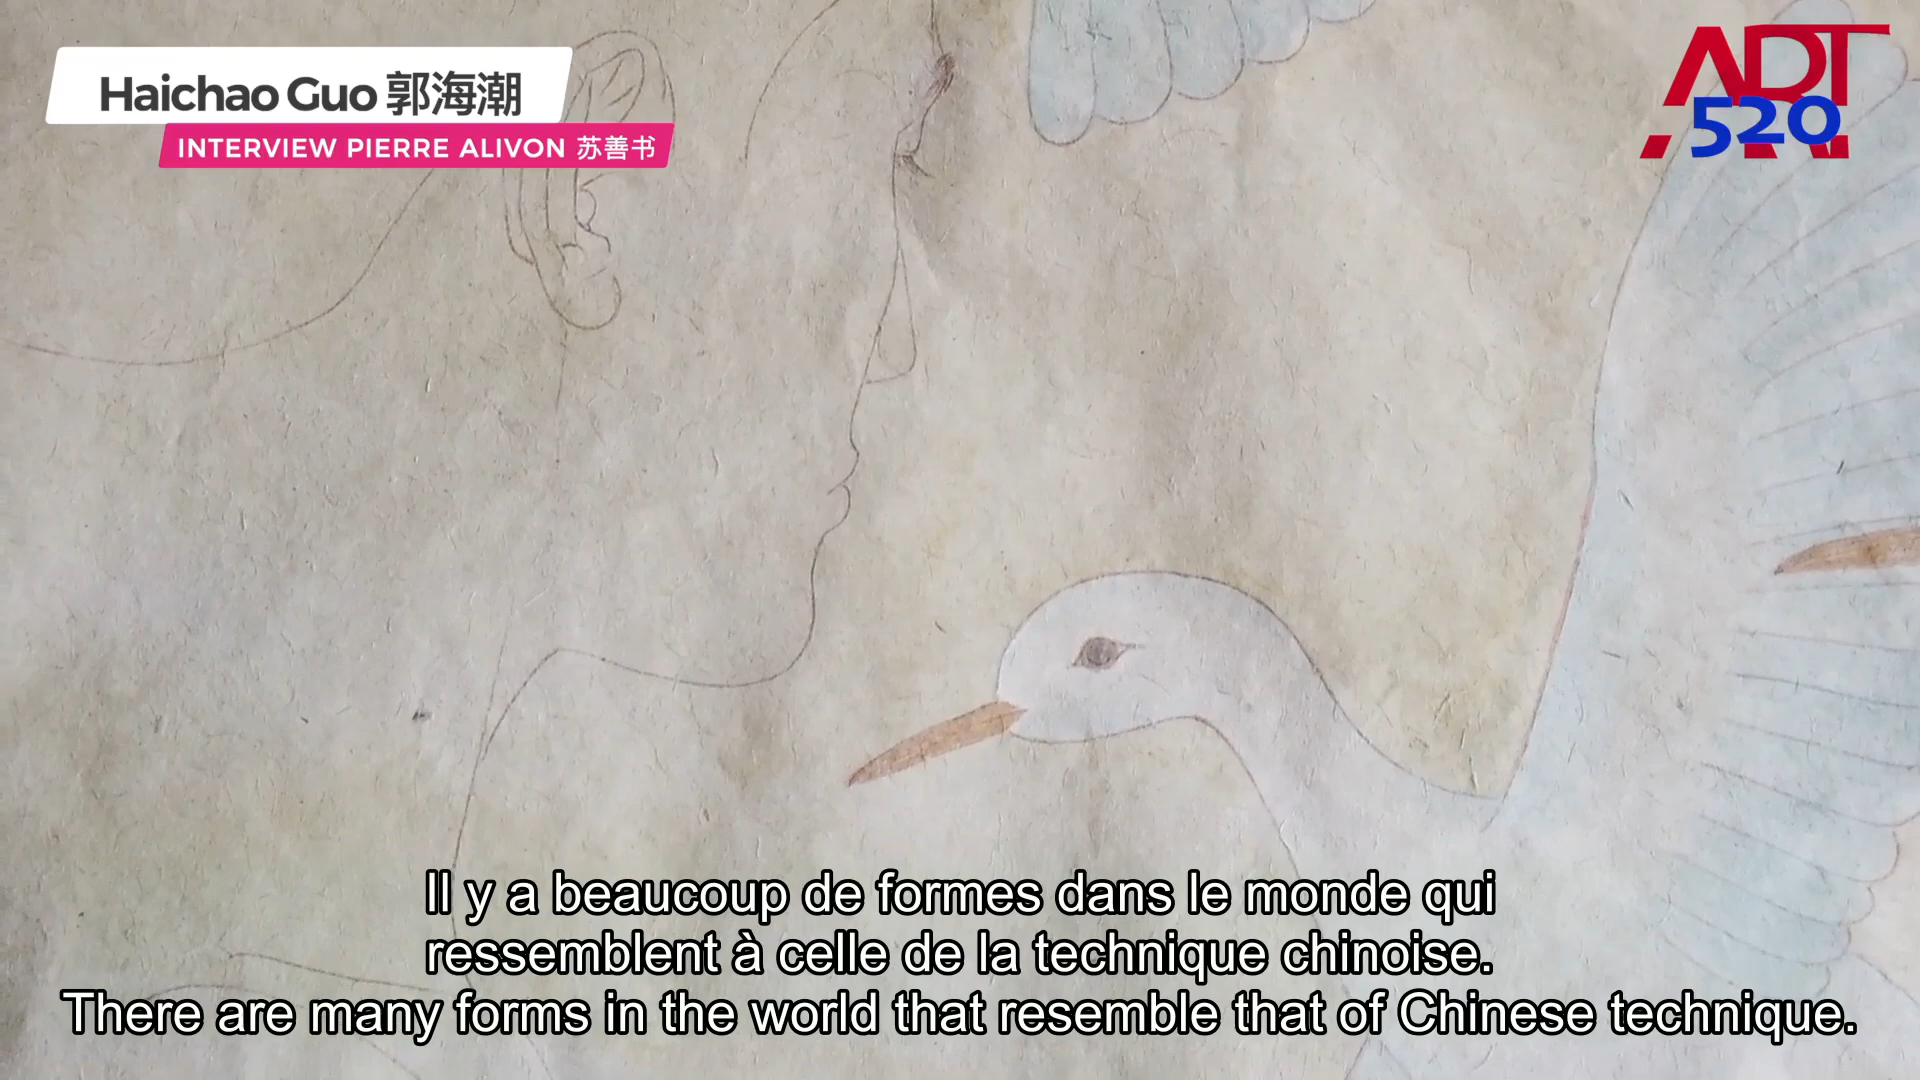 Haichao Guo 郭海潮
INTERVIEW PIERRE ALIVON 苏善书
ART
520
Il y a beaucoup de formes dans le monde qui
ressemblent à celle de la technique chinoise.
There are many forms in the world that resemble that of Chinese technique.